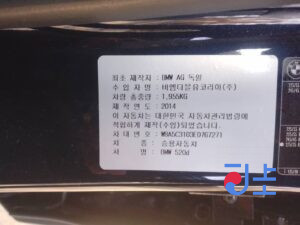 최초 제작자 : BMW AG 독일
수 입 자 명 : 비엠더블유코리아(주)
차량 총중량 : 1,955KG
제 작 연 도 : 2014
이 자동차는 대한민국 자동차관리법령에
적합하게 제작(수입)되었습니다.
차 대 번 호 :
차 종 : 승용자동차
차 명 : BMW 520d